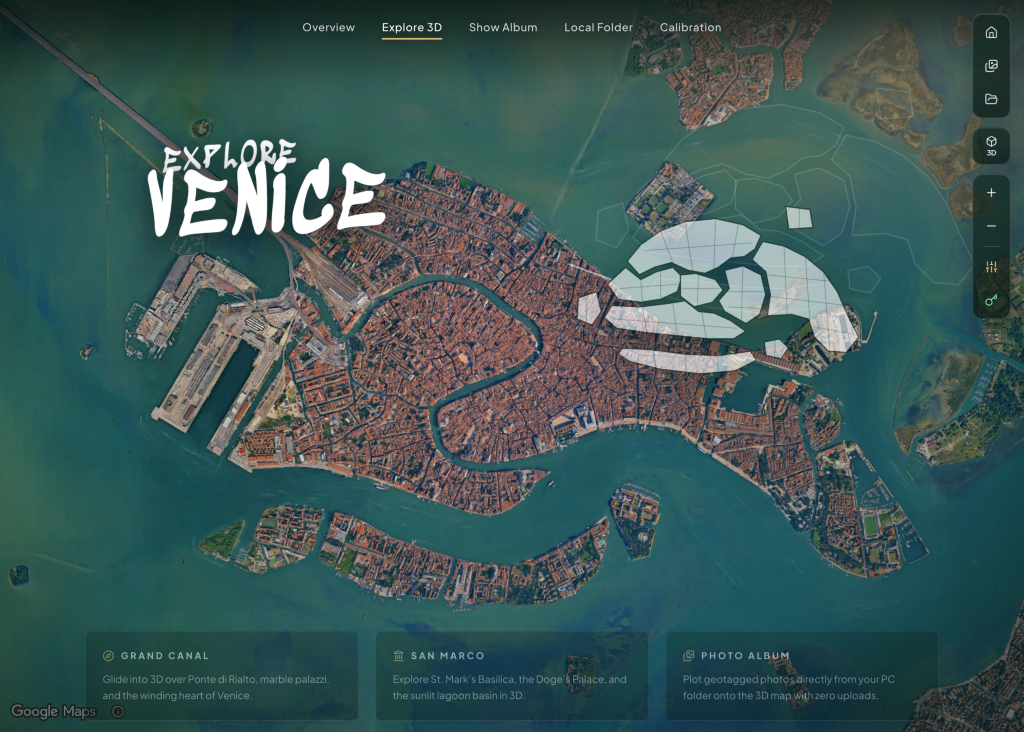 Overview Explore 3D Show Album Local Folder Calibration
3D
EXPLORE
VENICE
GRAND CANAL
Glide into 3D over Ponte di Rialto, marble palazzi,
and the winding heart of Venice.
SAN MARCO
Explore St. Mark's Basilica, the Doge's Palace, and
the sunlit lagoon basin in 3D.
PHOTO ALBUM
Plot geotagged photos directly from your PC
folder onto the 3D map with zero uploads.
Google Maps